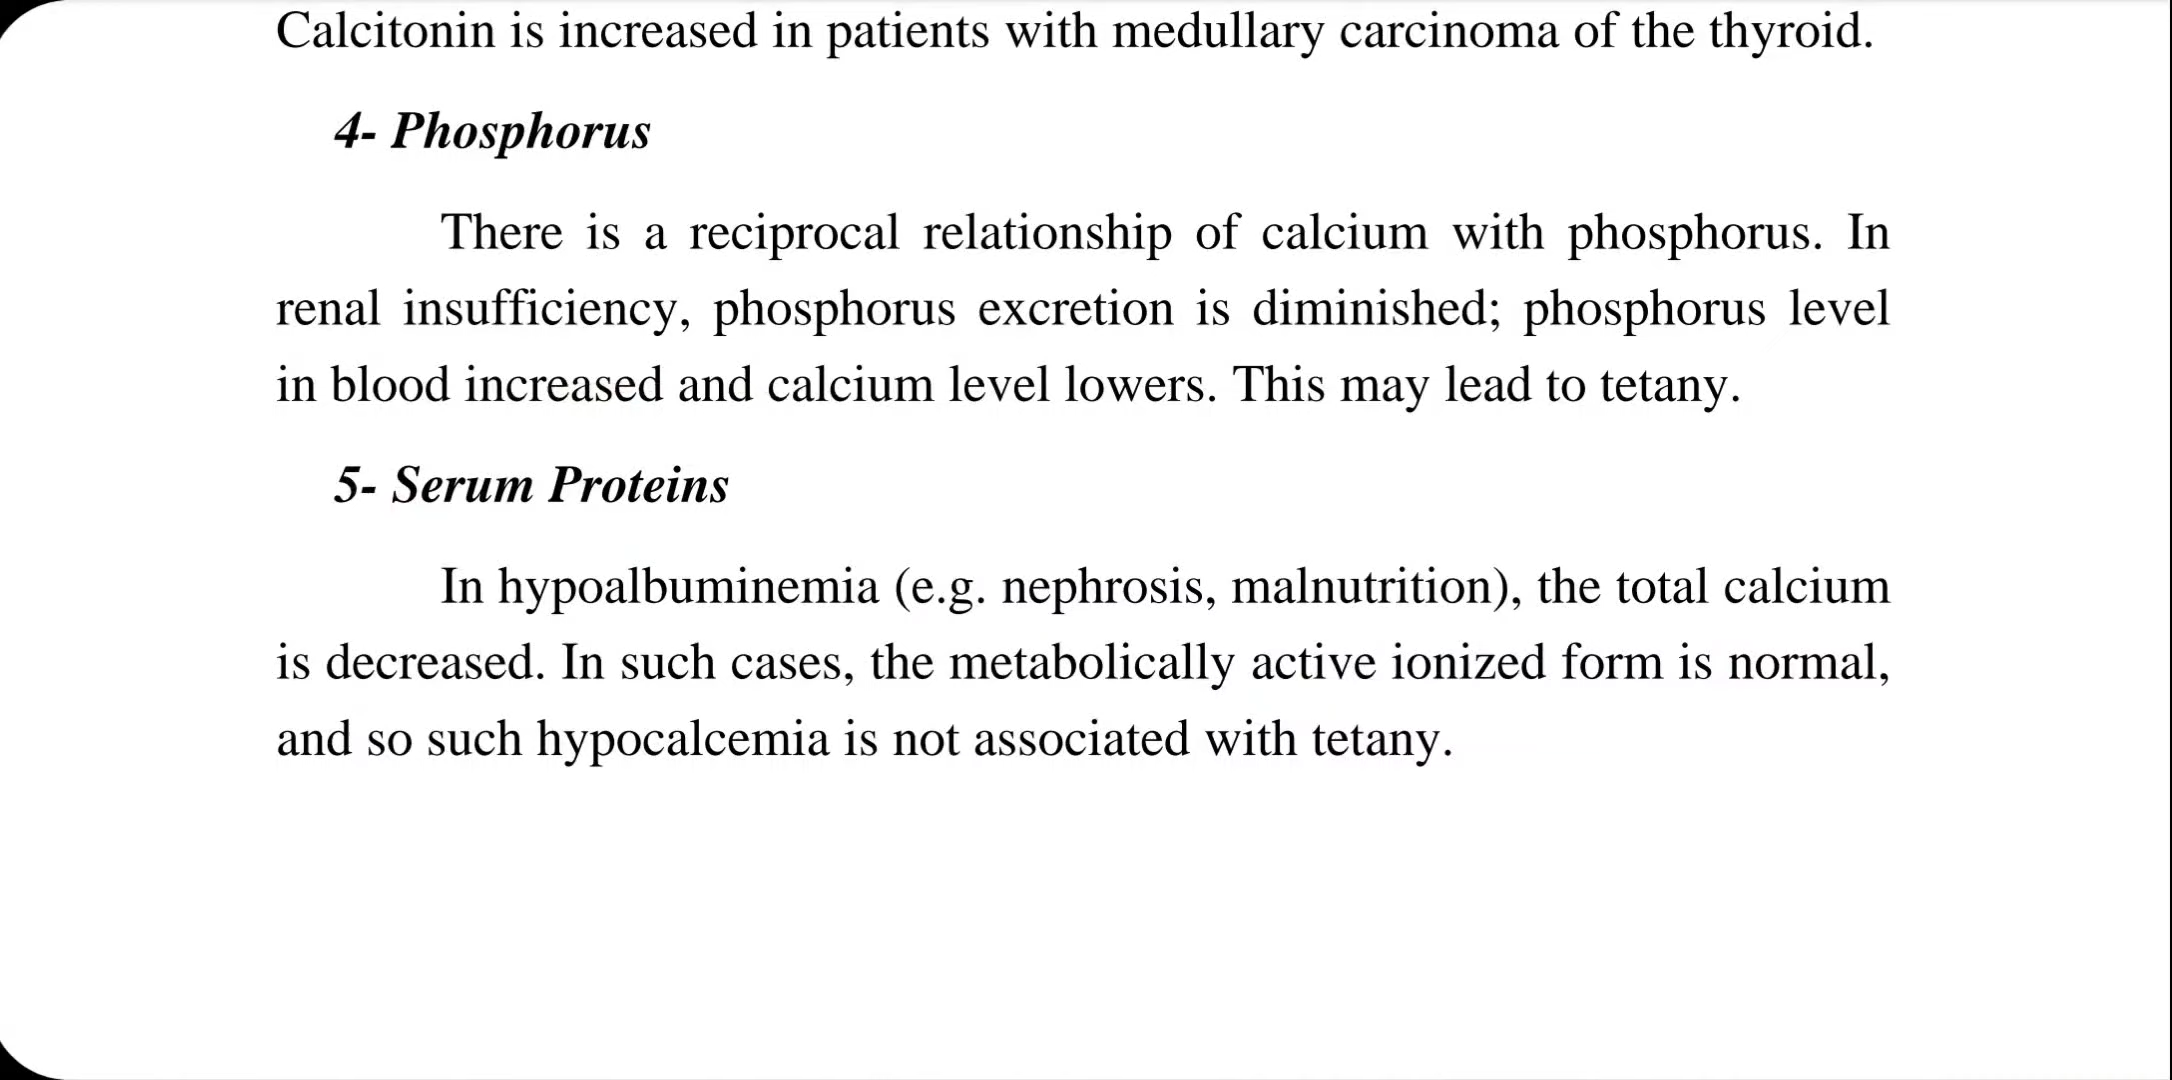 Calcitonin is increased in patients with medullary carcinoma of the thyroid.
4- Phosphorus
There is a reciprocal relationship of calcium with phosphorus. In
renal insufficiency, phosphorus excretion is diminished; phosphorus level
in blood increased and calcium level lowers. This may lead to tetany.
5- Serum Proteins
In hypoalbuminemia (e.g. nephrosis, malnutrition), the total calcium
is decreased. In such cases, the metabolically active ionized form is normal,
and so such hypocalcemia is not associated with tetany.